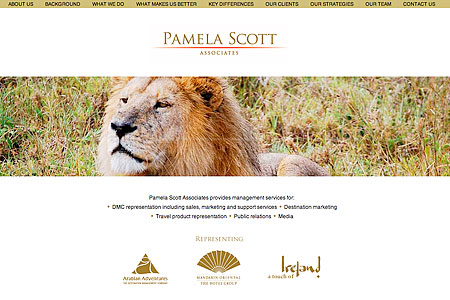 ABOUT US BACKGROUND WHAT WE DO WHAT MAKES US BETTER KEY DIFFERENCES OUR CLIENTS OUR STRATEGIES OUR TEAM CONTACT US
PAMELA SCOTT
ASSOCIATES
Pamela Scott Associates provides management services for:
• DMC representation including sales, marketing and support services • Destination marketing
• Travel product representation • Public relations • Media
REPRESENTING
Arabian Adventures
THE DESTINATION MANAGEMENT COMPANY
MANDARIN ORIENTAL
THE HOTEL GROUP
a touch of Ireland